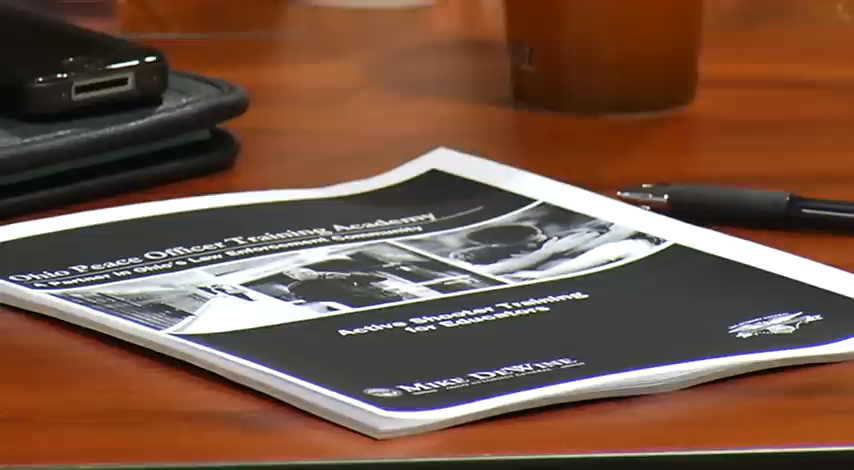 Ohio Peace Officer Training Academy
A Partner in Ohio's Law Enforcement Community
Active Shooter Training
for Educators
MIKE DEWINE